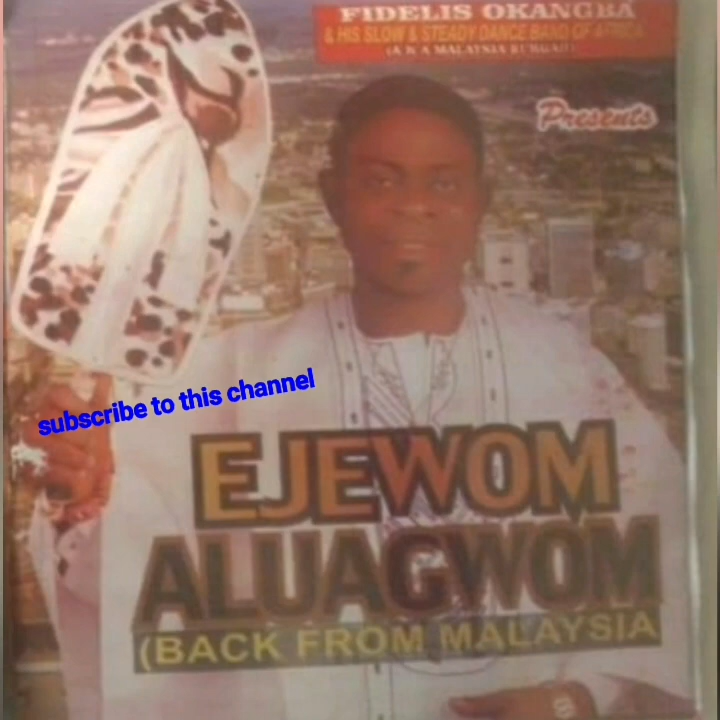 FIDELIS OKANGBA
& HIS SLOW & STEADY DANCE BAND OF AFRICA
(A K A MALAYSIA
Presents
subscribe to this channel
EJEWOM
ALUAGWOM
(BACK FROM MALAYSIA